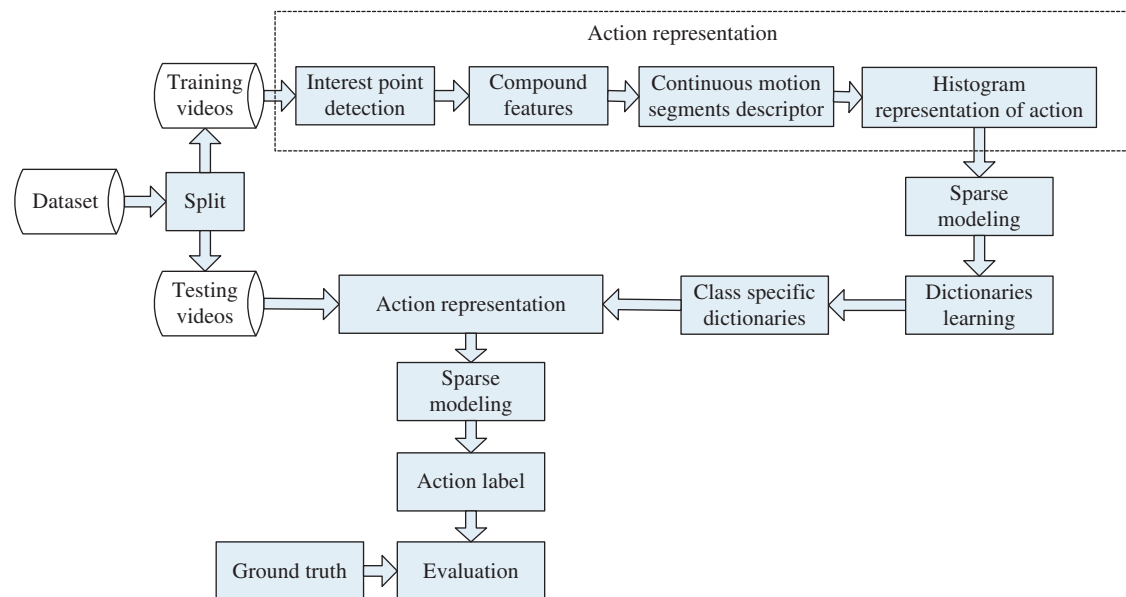 Action representation
Training
videos
Interest point
detection
Compound
features
Continuous motion
segments descriptor
Histogram
representation of action
Dataset
Split
Sparse
modeling
Testing
videos
Action representation
Class specific
dictionaries
Dictionaries
learning
Sparse
modeling
Action label
Ground truth
Evaluation